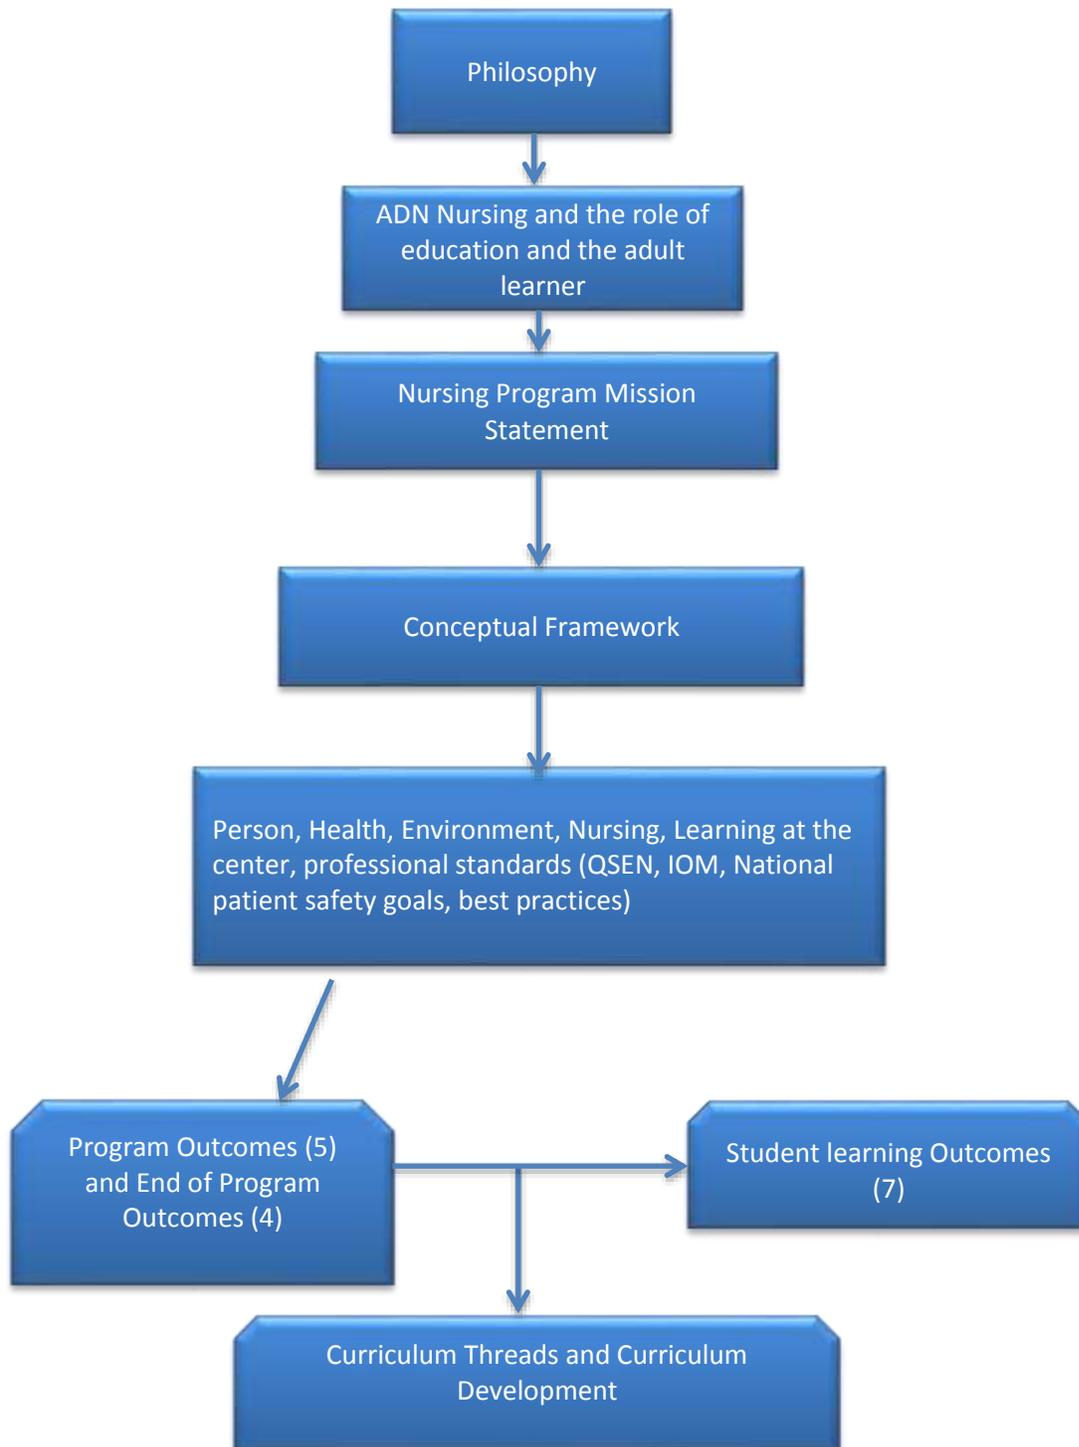 Philosophy
ADN Nursing and the role of
education and the adult
learner
Nursing Program Mission
Statement
Conceptual Framework
Person, Health, Environment, Nursing, Learning at the
center, professional standards (QSEN, IOM, National
patient safety goals, best practices)
Program Outcomes (5)
and End of Program
Outcomes (4)
Student learning Outcomes
(7)
Curriculum Threads and Curriculum
Development